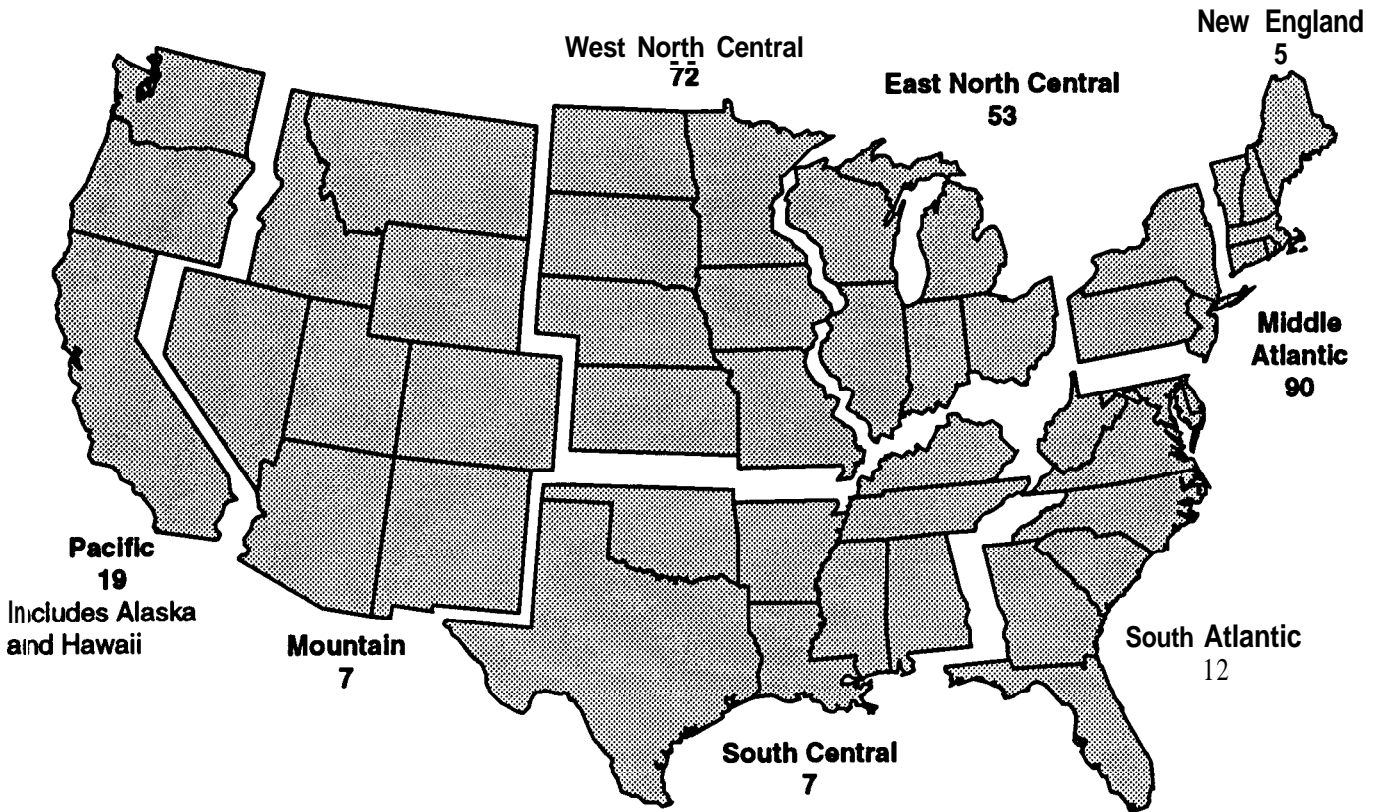 New England
5
West North Central
72
East North Central
53
Middle
Atlantic
90
Pacific
19
Includes Alaska
and Hawaii
Mountain
7
South Atlantic
12
South Central
7